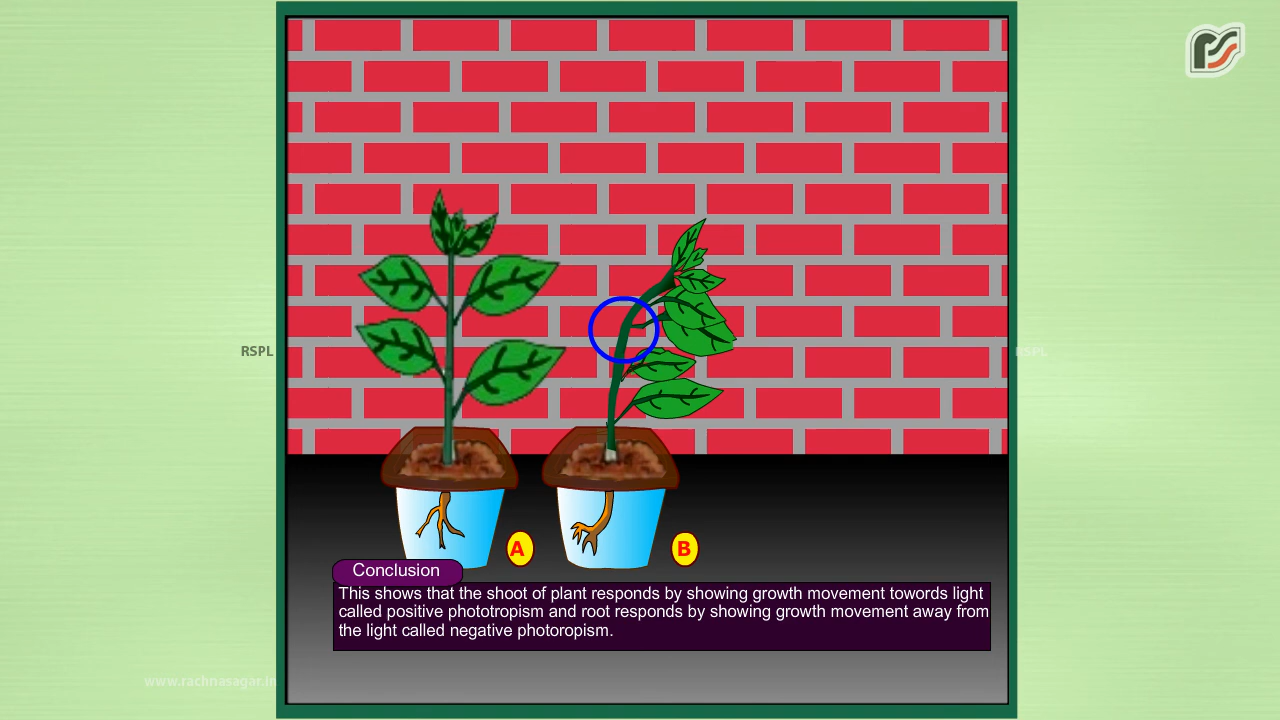 RSPL
RSPL
A
B
Conclusion
This shows that the shoot of plant responds by showing growth movement towords light
called positive phototropism and root responds by showing growth movement away from
the light called negative photoropism.
www.rachnasagar.in